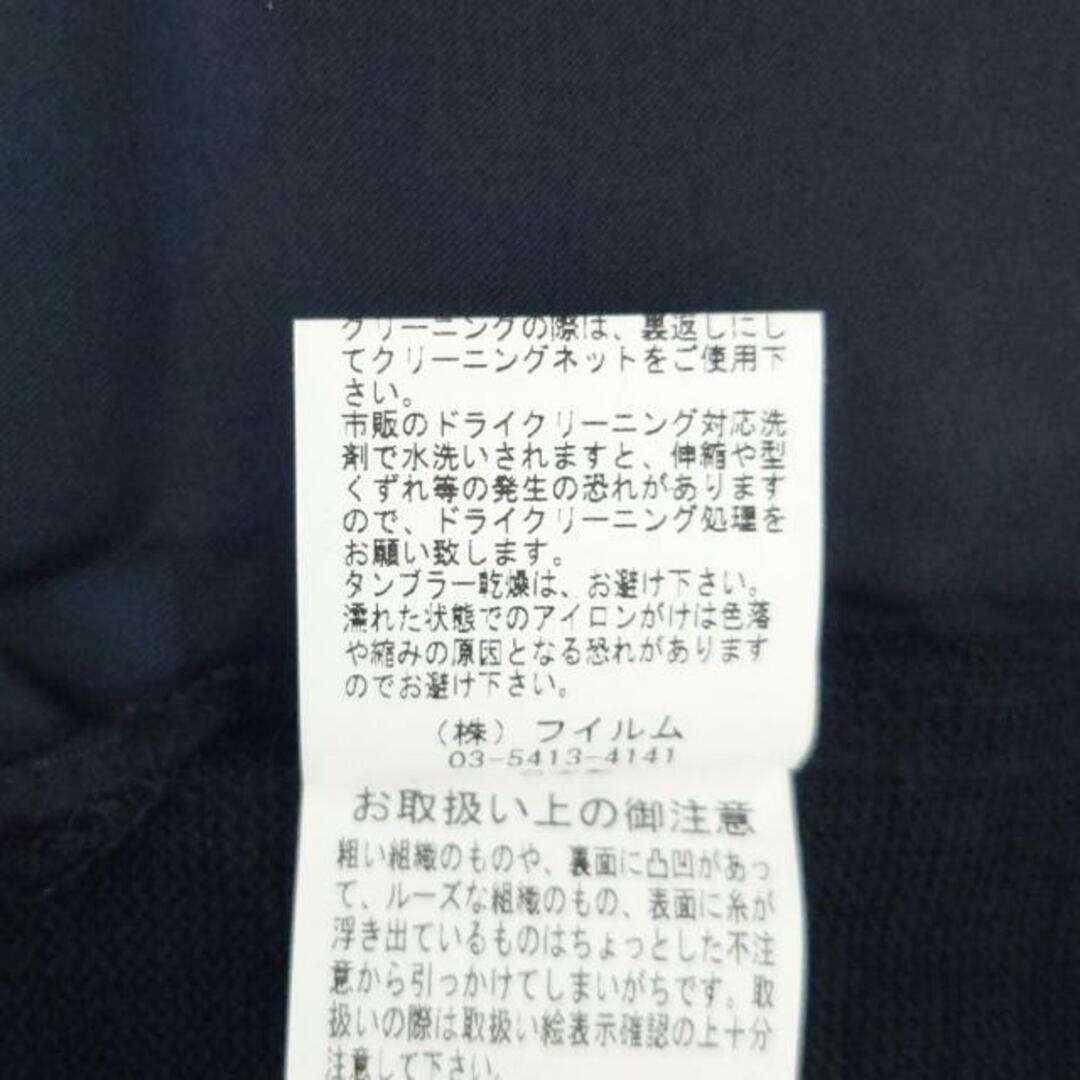 クリーニングの際は、裏返しにし
てクリーニングネットをご使用下
さい。
市販のドライクリーニング対応洗
剤で水洗いされますと、伸縮や型
くずれ等の発生の恐れがあります
ので、ドライクリーニング処理を
お願い致します。
タンブラー乾燥は、お避け下さい。
濡れた状態でのアイロンがけは色落
や縮みの原因となる恐れがあります
のでお避け下さい。
(株) フイルム
03-5413-4141
お取扱い上の御注意
粗い組織のものや、裏面に凸凹があっ
て、ルーズな組織のもの、表面に糸が
浮き出ているものはちょっとした不注
意から引っかけてしまいがちです。取
扱いの際は取扱い絵表示確認の上十分
注意して下さい。